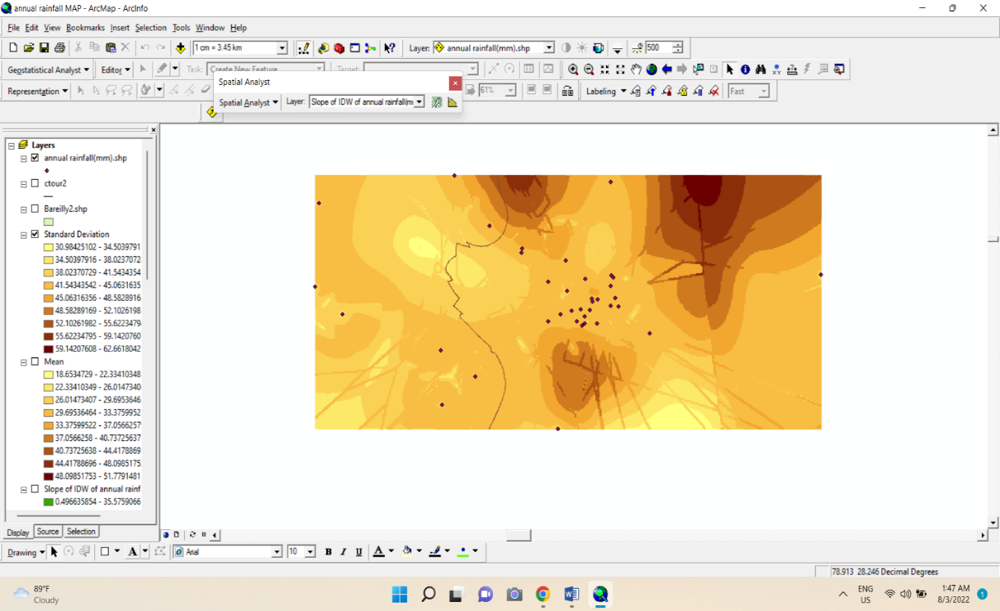 annual rainfall MAP - ArcMap - ArcInfo
File Edit View Bookmarks Insert Selection Tools Window Help
1 cm = 3.45 km
Layer: annual rainfall(mm).shp
500
Geostatistical Analyst
Editor
Task: Create New Feature
Target:
Representation
61%
Labeling
Fast
Spatial Analyst
Spatial Analyst
Layer: Slope of IDW of annual rainfall(m
Layers
annual rainfall(mm).shp
ctour2
Bareilly2.shp
Standard Deviation
30.98425102 - 34.5039791
34.50397916 - 38.0237072
38.02370729 - 41.5434354
41.54343542 - 45.0631635
45.06316356 - 48.5828916
48.58289169 - 52.1026198
52.10261982 - 55.6223479
55.62234795 - 59.1420760
59.14207608 - 62.6618042
Mean
18.6534729 - 22.33410348
22.33410349 - 26.0147340
26.01473407 - 29.6953646
29.69536464 - 33.3759952
33.37599522 - 37.0566257
37.0566258 - 40.73725637
40.73725638 - 44.4178869
44.41788696 - 48.0985175
48.09851753 - 51.7791481
Slope of IDW of annual rainf
0.496635854 - 35.5759066
Display Source Selection
Drawing
A
Arial
10
B I U A
78.913 28.246 Decimal Degrees
89°F
Cloudy
ENG
US
1:47 AM
8/3/2022
1